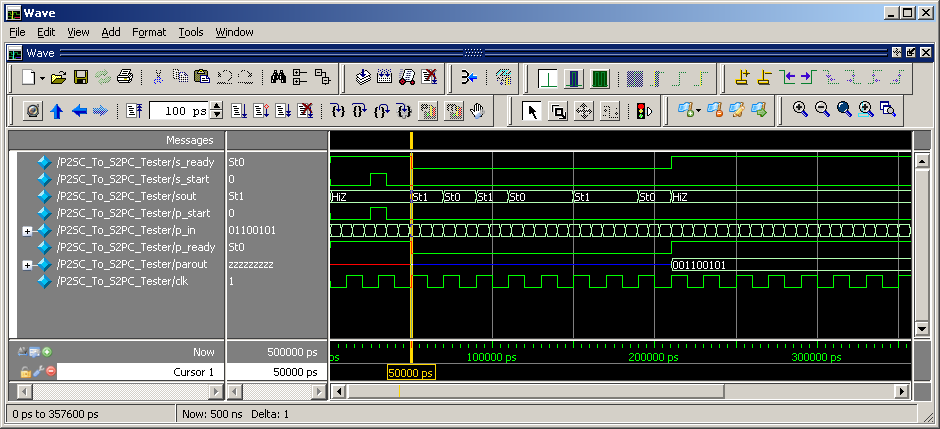 Wave
File Edit View Add Format Tools Window
Wave
100 ps
Messages
/P2SC_To_S2PC_Tester/s_ready St0
/P2SC_To_S2PC_Tester/s_start 0
/P2SC_To_S2PC_Tester/sout St1 HiZ St1 St0 St1 St0 St1 St0 HiZ
/P2SC_To_S2PC_Tester/p_start 0
/P2SC_To_S2PC_Tester/p_in 01100101
/P2SC_To_S2PC_Tester/p_ready St0
/P2SC_To_S2PC_Tester/parout zzzzzzzzz 001100101
/P2SC_To_S2PC_Tester/clk 1
Now 500000 ps ps 100000 ps 200000 ps 300000 ps
Cursor 1 50000 ps 50000 ps
0 ps to 357600 ps Now: 500 ns Delta: 1